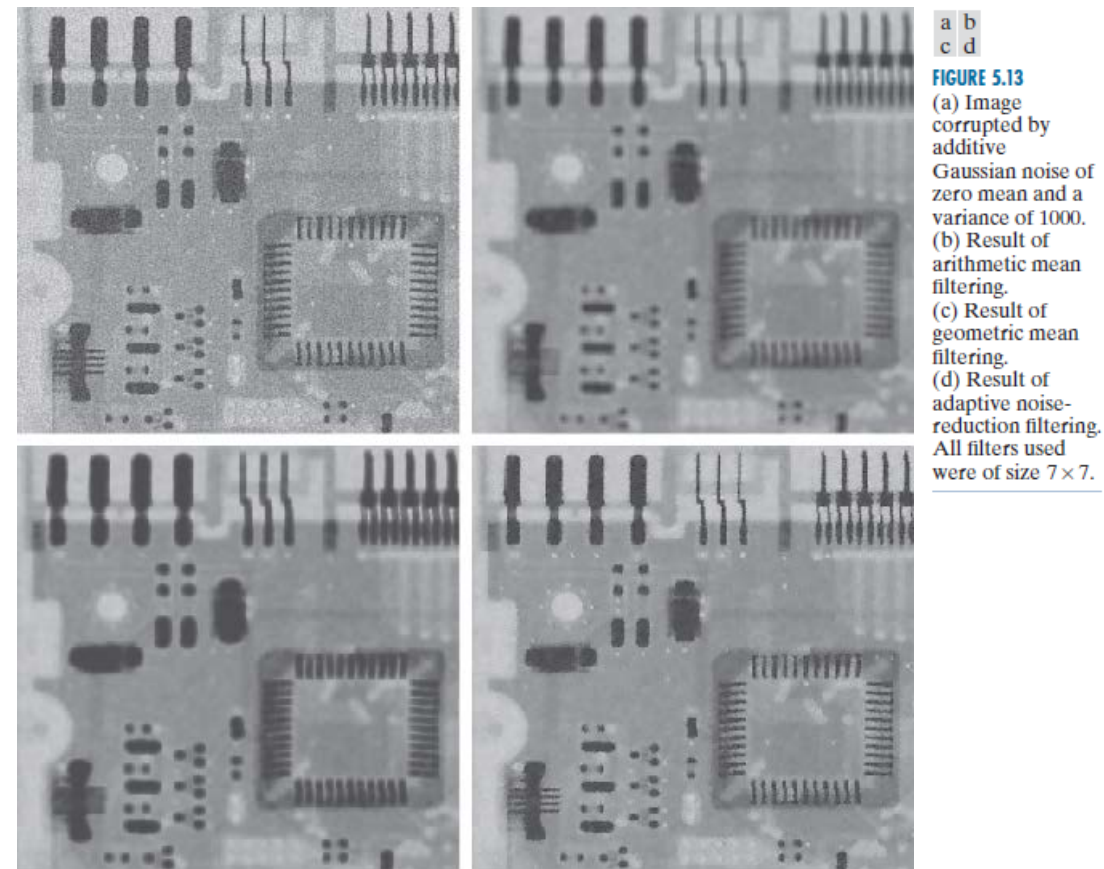 a b
c d
FIGURE 5.13
(a) Image
corrupted by
additive
Gaussian noise of
zero mean and a
variance of 1000.
(b) Result of
arithmetic mean
filtering.
(c) Result of
geometric mean
filtering.
(d) Result of
adaptive noise-
reduction filtering.
All filters used
were of size 7 × 7.